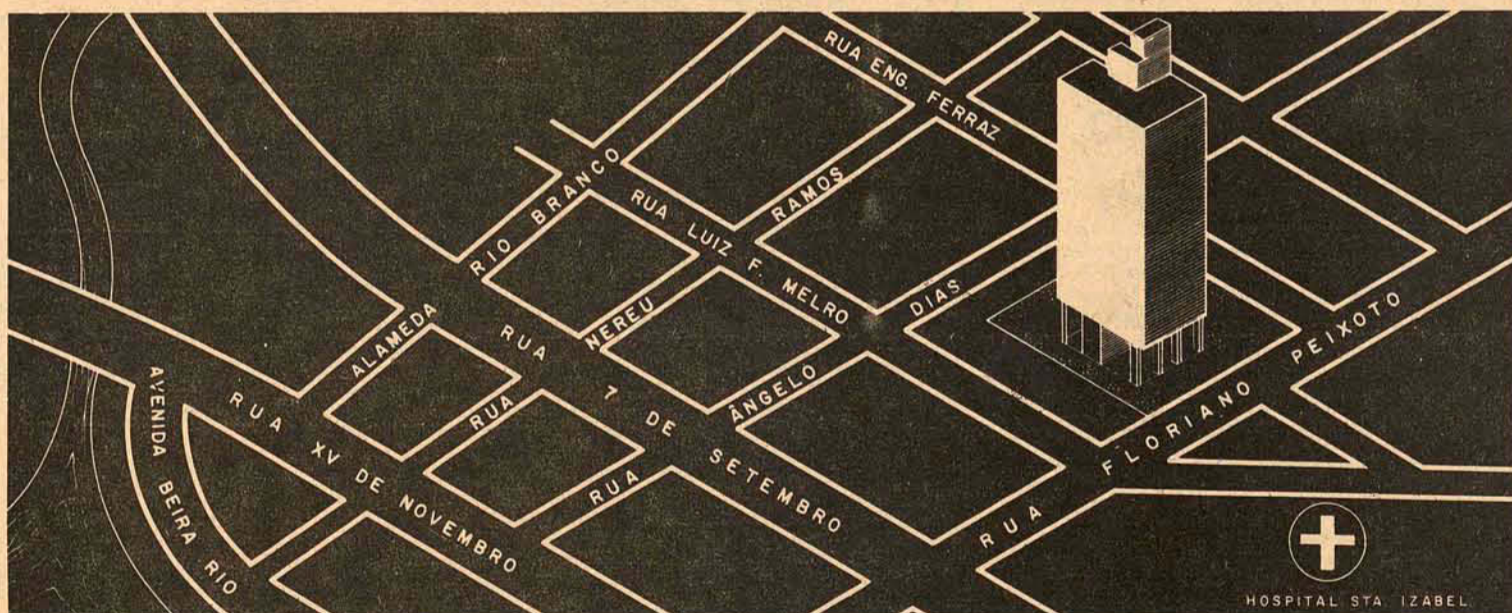 RUA ENG. FERRAZ
ALAMEDA RIO BRANCO
RUA LUIZ F. MELRO
RUA NEREU RAMOS
RUA 7 DE SETEMBRO
RUA ÂNGELO DIAS
RUA XV DE NOVEMBRO
AVENIDA BEIRA RIO
RUA FLORIANO PEIXOTO
HOSPITAL STA. IZABEL